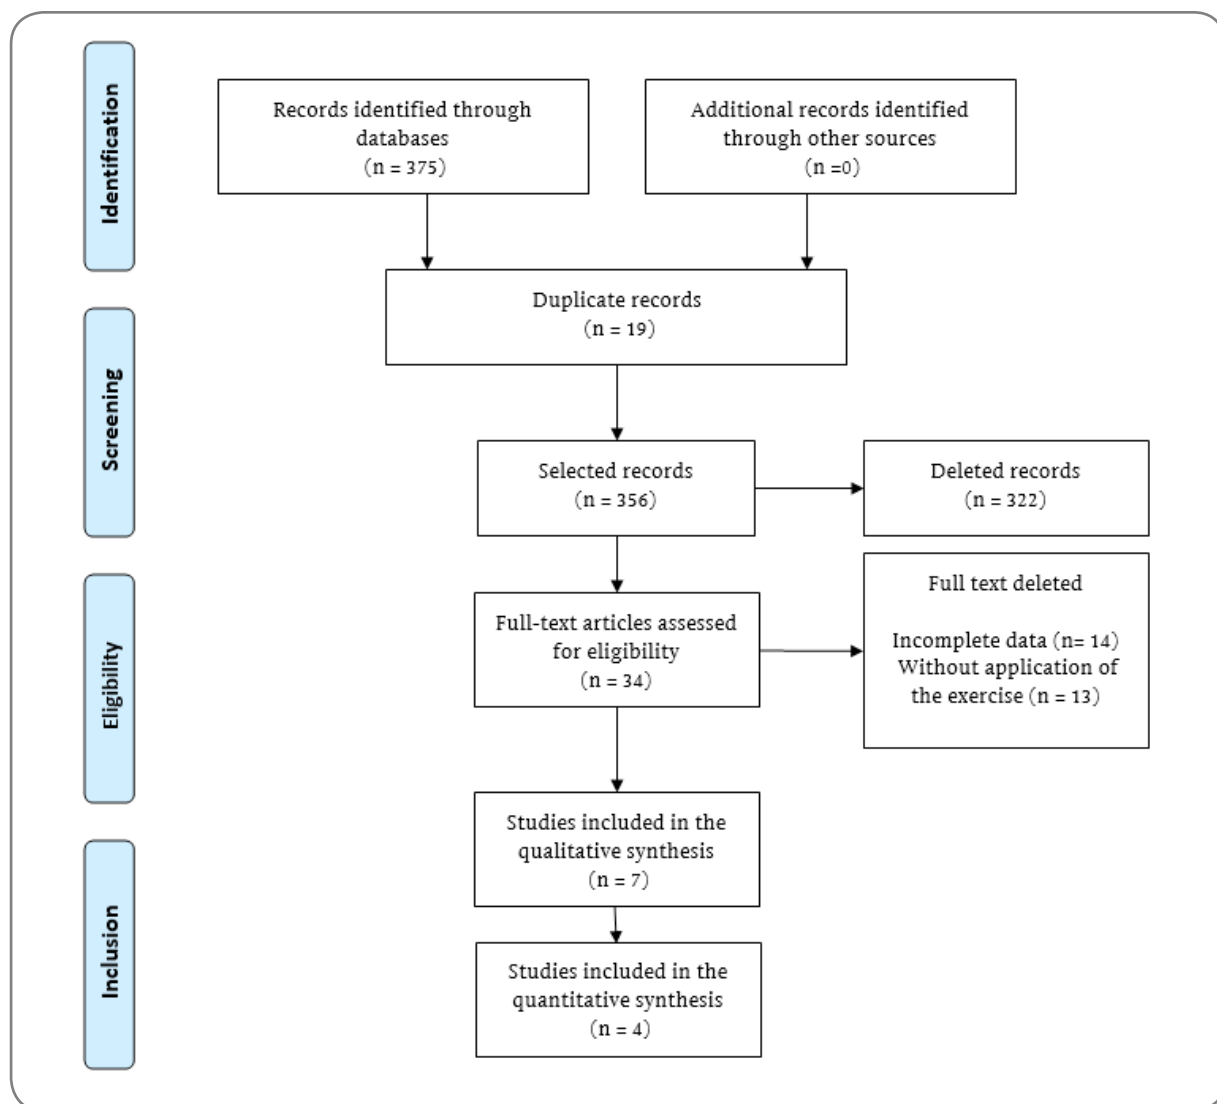 Identification
Records identified through
databases
(n = 375)
Additional records identified
through other sources
(n =0)
Duplicate records
(n = 19)
Screening
Selected records
(n = 356)
Deleted records
(n = 322)
Eligibility
Full-text articles assessed
for eligibility
(n = 34)
Full text deleted
Incomplete data (n= 14)
Without application of
the exercise (n = 13)
Inclusion
Studies included in the
qualitative synthesis
(n = 7)
Studies included in the
quantitative synthesis
(n = 4)